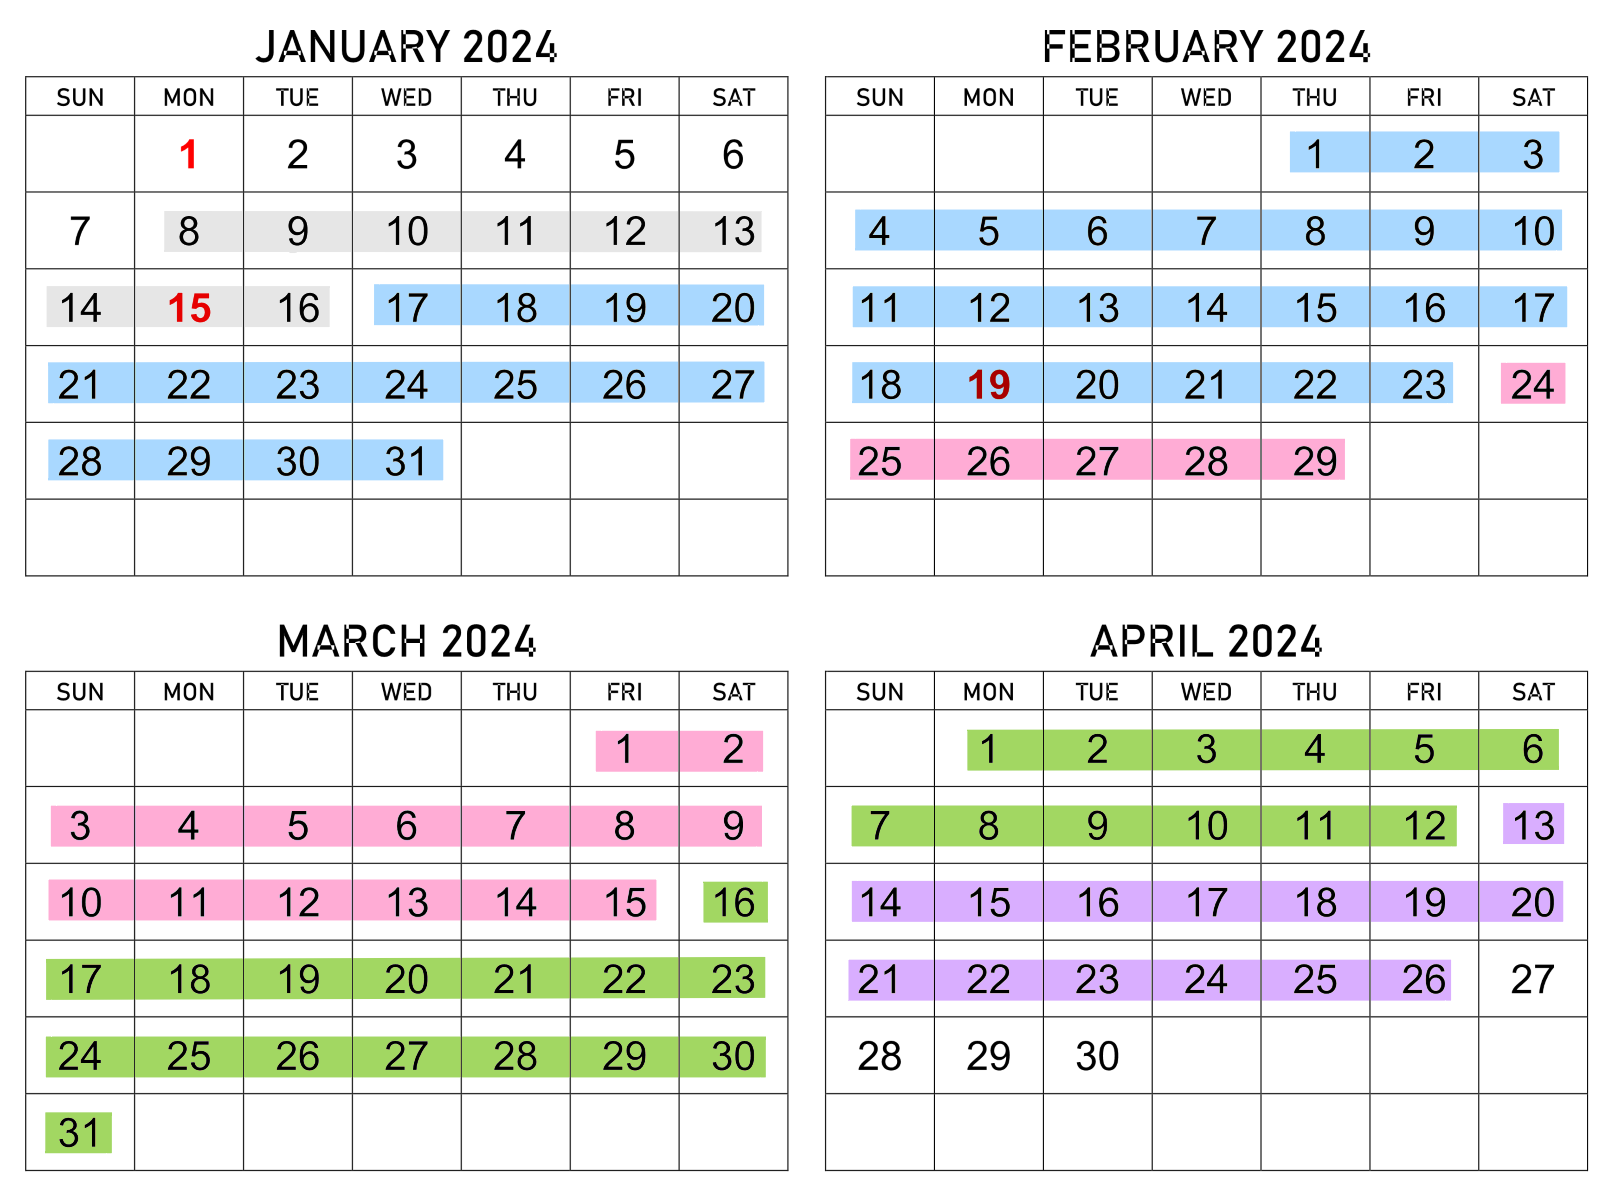 JANUARY 2024
SUN MON TUE WED THU FRI SAT
1 2 3 4 5 6
7 8 9 10 11 12 13
14 15 16 17 18 19 20
21 22 23 24 25 26 27
28 29 30 31
FEBRUARY 2024
SUN MON TUE WED THU FRI SAT
1 2 3
4 5 6 7 8 9 10
11 12 13 14 15 16 17
18 19 20 21 22 23 24
25 26 27 28 29
MARCH 2024
SUN MON TUE WED THU FRI SAT
1 2
3 4 5 6 7 8 9
10 11 12 13 14 15 16
17 18 19 20 21 22 23
24 25 26 27 28 29 30
31
APRIL 2024
SUN MON TUE WED THU FRI SAT
1 2 3 4 5 6
7 8 9 10 11 12 13
14 15 16 17 18 19 20
21 22 23 24 25 26 27
28 29 30